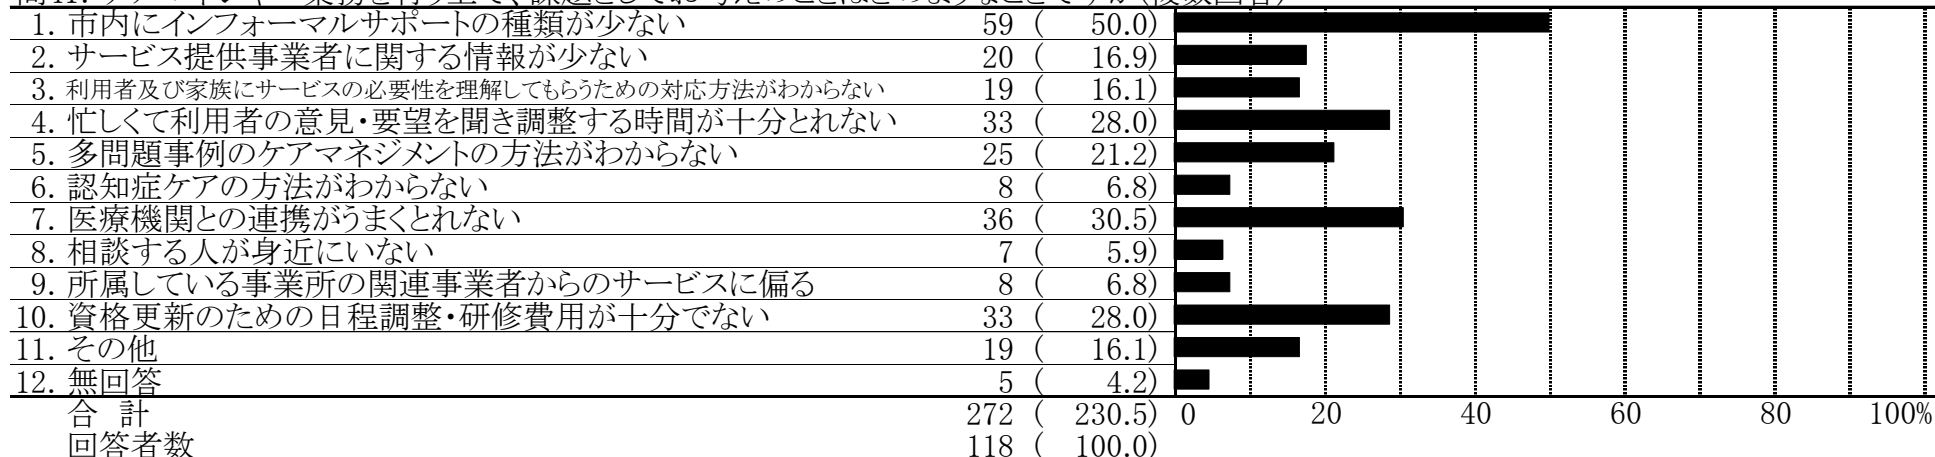 1. 市内にインフォーマルサポートの種類が少ない 59 ( 50.0)
2. サービス提供事業者に関する情報が少ない 20 ( 16.9)
3. 利用者及び家族にサービスの必要性を理解してもらうための対応方法がわからない 19 ( 16.1)
4. 忙しくて利用者の意見・要望を聞き調整する時間が十分とれない 33 ( 28.0)
5. 多問題事例のケアマネジメントの方法がわからない 25 ( 21.2)
6. 認知症ケアの方法がわからない 8 ( 6.8)
7. 医療機関との連携がうまくとれない 36 ( 30.5)
8. 相談する人が身近にいない 7 ( 5.9)
9. 所属している事業所の関連事業者からのサービスに偏る 8 ( 6.8)
10. 資格更新のための日程調整・研修費用が十分でない 33 ( 28.0)
11. その他 19 ( 16.1)
12. 無回答 5 ( 4.2)
合 計 272 ( 230.5) 0 20 40 60 80 100%
回答者数 118 ( 100.0)